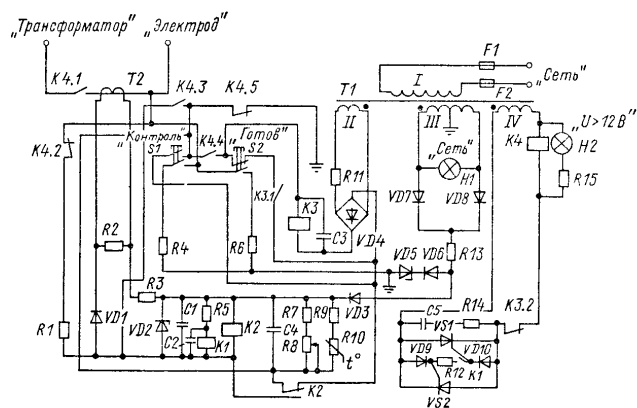 „Трансформатор" „Электрод"
F1
K4.1 T2 K4.3 K4.5 T1 I „Сеть"
F2
II III IV „U>12В"
„Контроль" K4.4 „Готов" K4
K4.2 S1 S2 „Сеть" H2
R11 H1
K3.1 VD7 VD8 R15
K3 C3 VD4
R2 R4 R6 VD5 VD6 R13
R3 C5 R14 K3.2
R1 VD1 VD2 C1 R5 K2 C4 R7 R9 VD3 VS1
R8 R10 VD9 VD10
C2 K1 t° R12 K1
K2 VS2